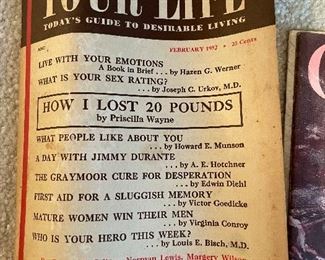 YOUR LIFE
TODAY'S GUIDE TO DESIRABLE LIVING
FEBRUARY 1952 • 25 Cents
LIVE WITH YOUR EMOTIONS
A Book in Brief . . . by Hazen G. Werner
WHAT IS YOUR SEX RATING?
. . . by Joseph C. Urkov, M.D.
HOW I LOST 20 POUNDS
by Priscilla Wayne
WHAT PEOPLE LIKE ABOUT YOU
. . . by Howard E. Munson
A DAY WITH JIMMY DURANTE
. . . by A. E. Hotchner
THE GRAYMOOR CURE FOR DESPERATION
. . . by Edwin Diehl
FIRST AID FOR A SLUGGISH MEMORY
. . . by Victor Goedicke
MATURE WOMEN WIN THEIR MEN
. . . by Virginia Conroy
WHO IS YOUR HERO THIS WEEK?
. . . by Louis E. Bisch, M.D.
Norman Lewis, Margery Wilson